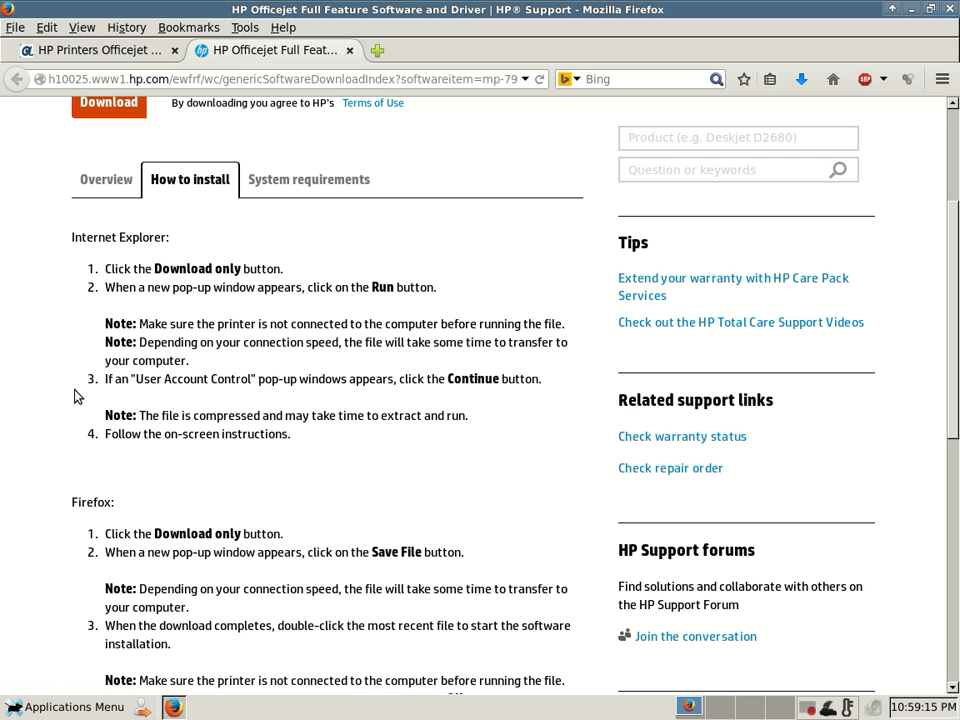 HP Officejet Full Feature Software and Driver | HP® Support - Mozilla Firefox
File Edit View History Bookmarks Tools Help
HP Printers Officejet ...
HP Officejet Full Feat...
h10025.www1.hp.com/ewfrf/wc/genericSoftwareDownloadIndex?softwareitem=mp-79
Bing
ABP
Download
By downloading you agree to HP's Terms of Use
Overview
How to install
System requirements
Internet Explorer:
1. Click the Download only button.
2. When a new pop-up window appears, click on the Run button.
Note: Make sure the printer is not connected to the computer before running the file.
Note: Depending on your connection speed, the file will take some time to transfer to
your computer.
3. If an "User Account Control" pop-up windows appears, click the Continue button.
Note: The file is compressed and may take time to extract and run.
4. Follow the on-screen instructions.
Firefox:
1. Click the Download only button.
2. When a new pop-up window appears, click on the Save File button.
Note: Depending on your connection speed, the file will take some time to transfer to
your computer.
3. When the download completes, double-click the most recent file to start the software
installation.
Note: Make sure the printer is not connected to the computer before running the file.
Product (e.g. Deskjet D2680)
Question or keywords
Tips
Extend your warranty with HP Care Pack
Services
Check out the HP Total Care Support Videos
Related support links
Check warranty status
Check repair order
HP Support forums
Find solutions and collaborate with others on
the HP Support Forum
Join the conversation
Applications Menu
10:59:15 PM